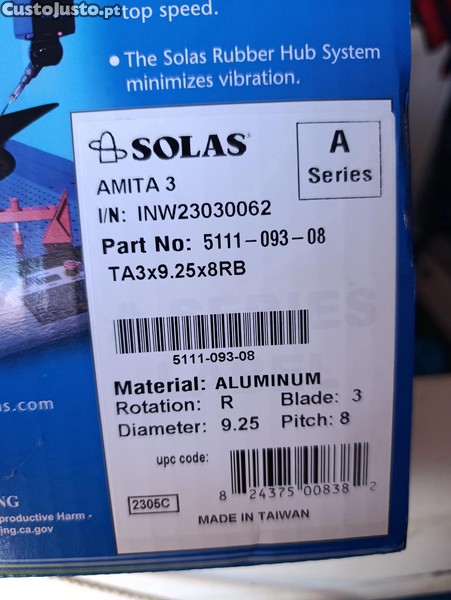 CustoJusto.pt
top speed.
• The Solas Rubber Hub System
minimizes vibration.
SOLAS®
A
Series
AMITA 3
I/N: INW23030062
Part No: 5111-093-08
TA3x9.25x8RB
5111-093-08
Material: ALUMINUM
Rotation: R Blade: 3
Diameter: 9.25 Pitch: 8
upc code:
8 24375 00838 2
2305C
MADE IN TAIWAN
s.com
NG
productive Harm -
ing.ca.gov